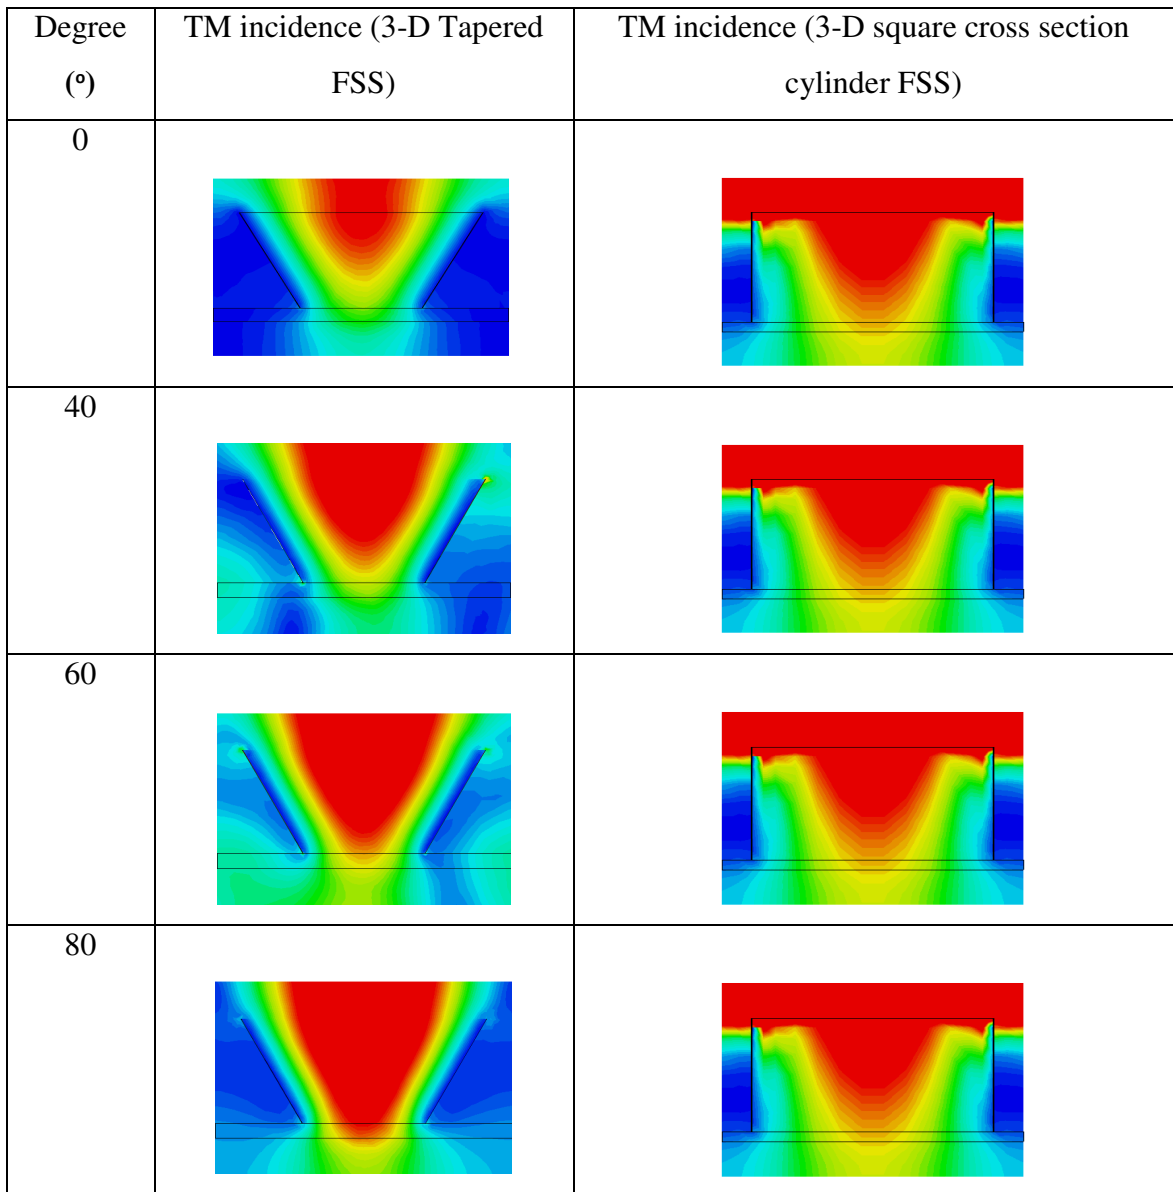 Degree
(°)
TM incidence (3-D Tapered
FSS)
TM incidence (3-D square cross section
cylinder FSS)
0
40
60
80